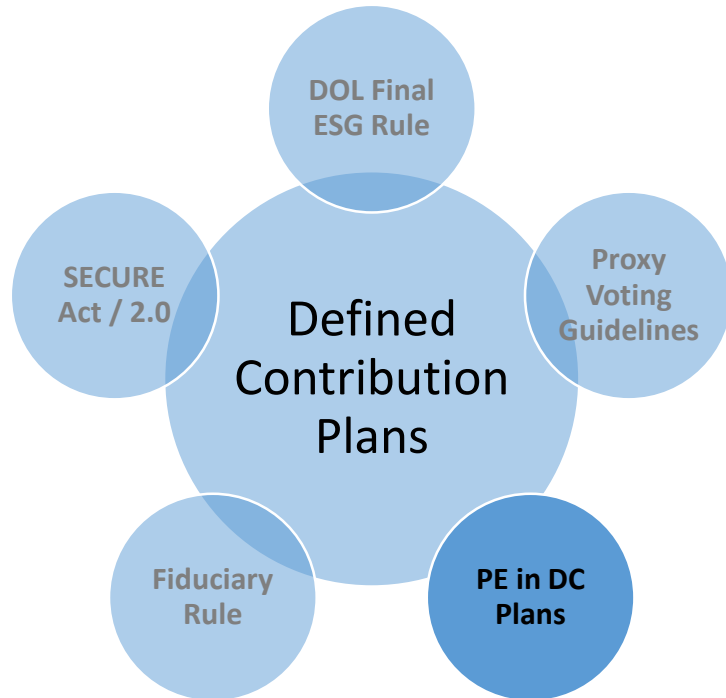 DOL Final
ESG Rule
SECURE
Act / 2.0
Proxy
Voting
Guidelines
Defined
Contribution
Plans
Fiduciary
Rule
PE in DC
Plans